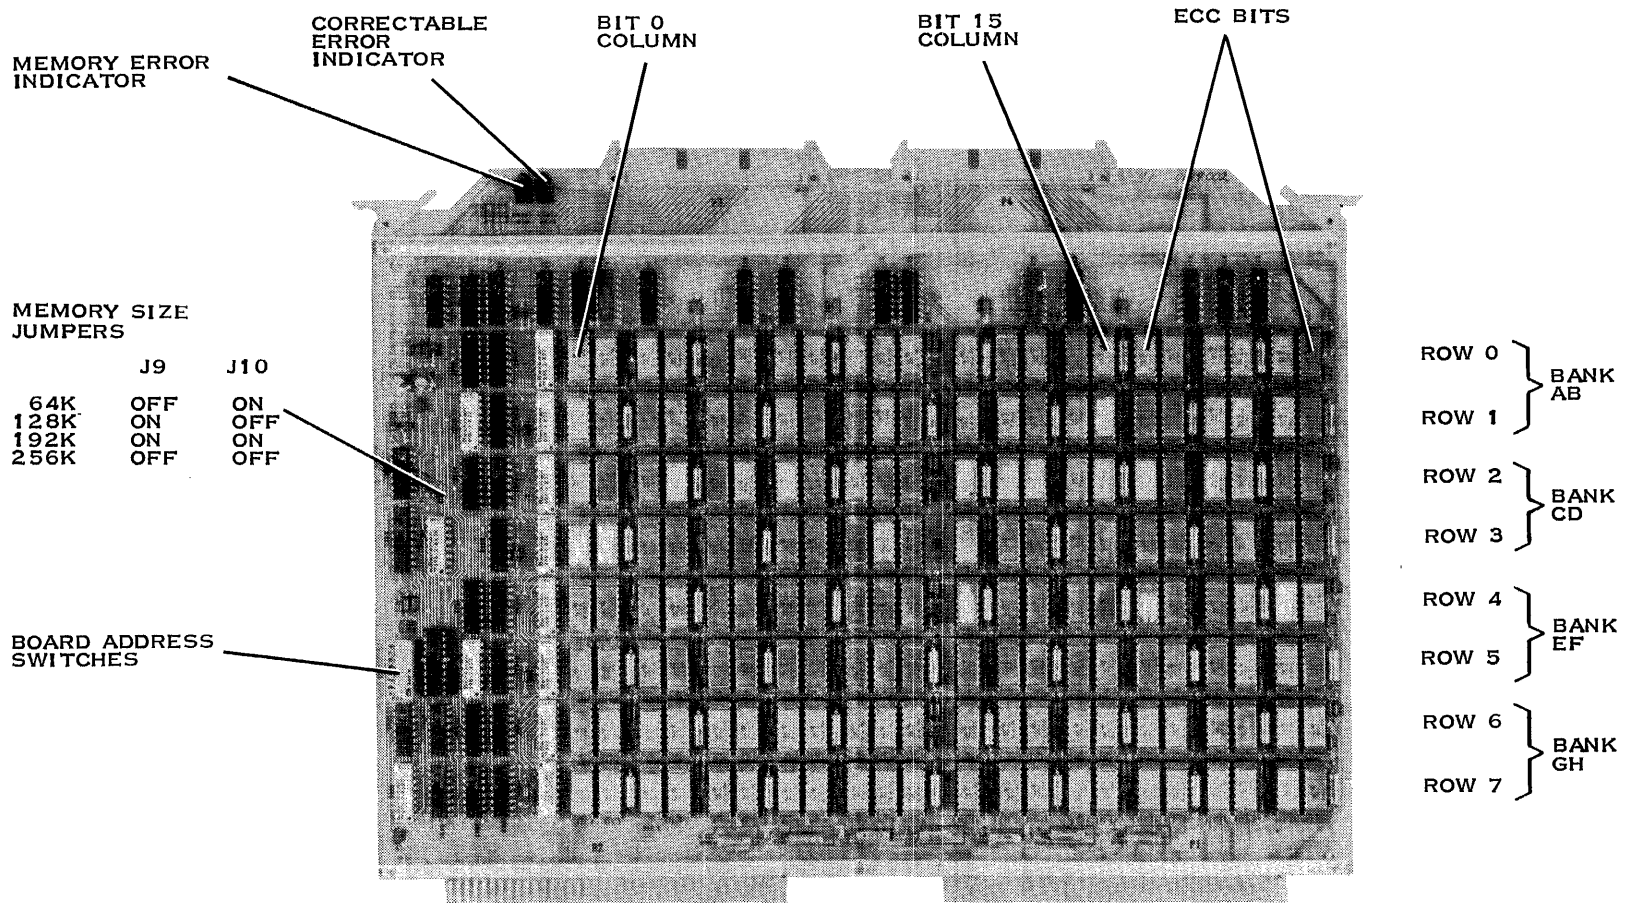 MEMORY ERROR
INDICATOR
CORRECTABLE
ERROR
INDICATOR
BIT 0
COLUMN
BIT 15
COLUMN
ECC BITS
MEMORY SIZE
JUMPERS
J9 J10
64K OFF ON
128K ON OFF
192K ON ON
256K OFF OFF
BOARD ADDRESS
SWITCHES
ROW 0
ROW 1
BANK
AB
ROW 2
ROW 3
BANK
CD
ROW 4
ROW 5
BANK
EF
ROW 6
ROW 7
BANK
GH
P4
P1